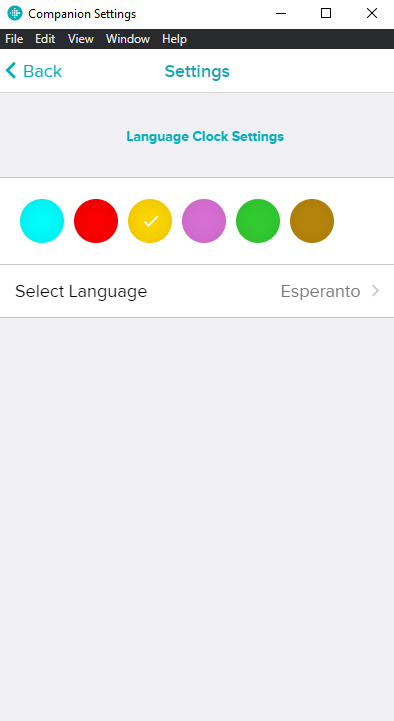 Companion Settings
File Edit View Window Help
Back Settings
Language Clock Settings
Select Language Esperanto